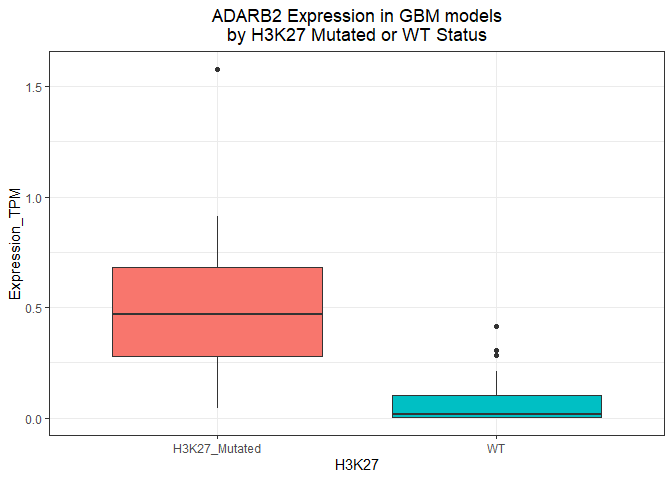 ADARB2 Expression in GBM models
by H3K27 Mutated or WT Status
Expression_TPM
1.5
1.0
0.5
0.0
H3K27_Mutated
WT
H3K27